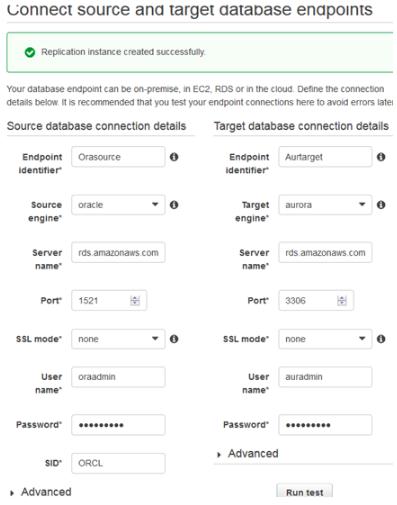 Connect source and target database endpoints
Replication instance created successfully.
Your database endpoint can be on-premise, in EC2, RDS or in the cloud. Define the connection
details below. It is recommended that you test your endpoint connections here to avoid errors later
Source database connection details
Endpoint identifier* Orasource
Source engine* oracle
Server name* rds.amazonaws.com
Port* 1521
SSL mode* none
User name* oraadmin
Password* •••••••••
SID* ORCL
Advanced
Target database connection details
Endpoint identifier* Aurtarget
Target engine* aurora
Server name* rds.amazonaws.com
Port* 3306
SSL mode* none
User name* auradmin
Password* •••••••••
Advanced
Run test